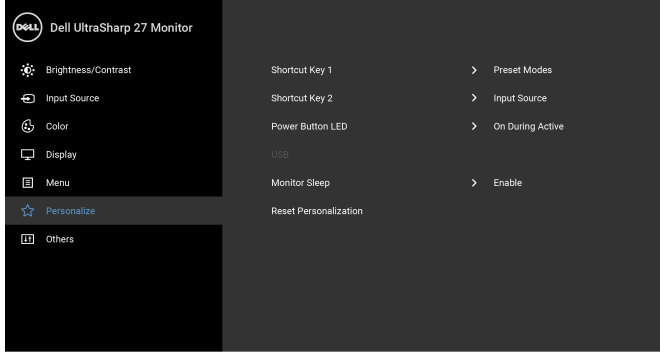 DELL Dell UltraSharp 27 Monitor
Brightness/Contrast
Input Source
Color
Display
Menu
Personalize
Others
Shortcut Key 1 > Preset Modes
Shortcut Key 2 > Input Source
Power Button LED > On During Active
USB
Monitor Sleep > Enable
Reset Personalization